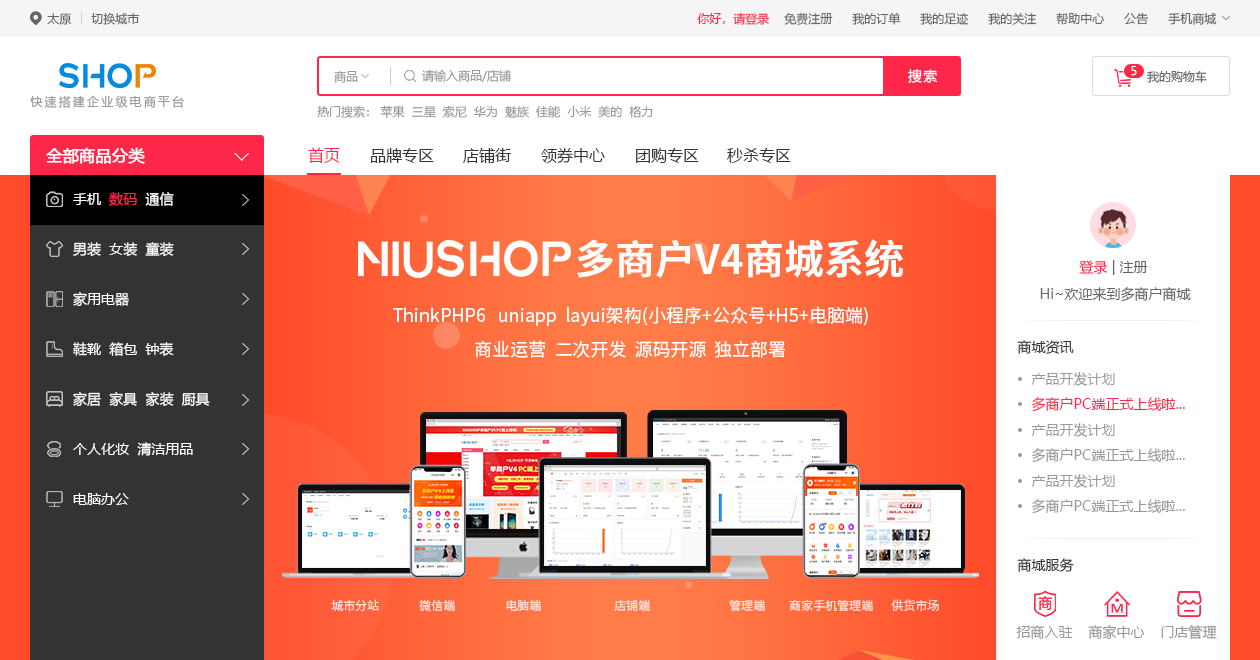 太原 切换城市 你好，请登录 免费注册 我的订单 我的足迹 我的关注 帮助中心 公告 手机商城
SHOP
快速搭建企业级电商平台
商品 请输入商品/店铺 搜索
5 我的购物车
热门搜索： 苹果 三星 索尼 华为 魅族 佳能 小米 美的 格力
全部商品分类 首页 品牌专区 店铺街 领券中心 团购专区 秒杀专区
手机 数码 通信
男装 女装 童装
家用电器
鞋靴 箱包 钟表
家居 家具 家装 厨具
个人化妆 清洁用品
电脑办公
NIUSHOP多商户V4商城系统
ThinkPHP6 uniapp layui架构(小程序+公众号+H5+电脑端)
商业运营 二次开发 源码开源 独立部署
城市分站 微信端 电脑端 店铺端 管理端 商家手机管理端 供货市场
登录 | 注册
Hi~欢迎来到多商户商城
商城资讯
• 产品开发计划
• 多商户PC端正式上线啦...
• 产品开发计划
• 多商户PC端正式上线啦...
• 产品开发计划
• 多商户PC端正式上线啦...
商城服务
商 M
招商入驻 商家中心 门店管理